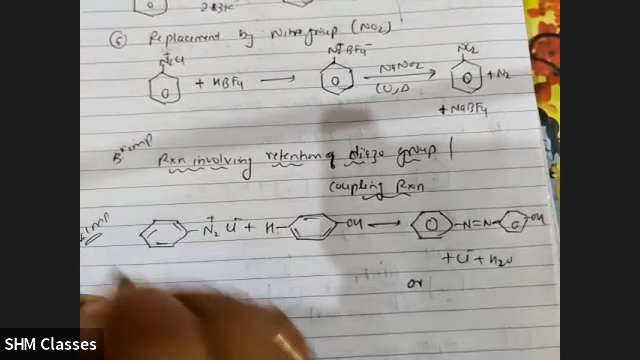 283K
(6) Replacement by Nitro group (NO2)
N2Cl + HBF4 → N2BF4⁻ NaNO2 Cu, Δ → NO2 + N2
+ NaBF4
V.V. imp
Rxn involving retention of diazo group |
coupling Rxn
imp
N2⁺ Cl⁻ + H- -OH → -N=N- OH
+ Cl⁻ + H2O
or
SHM Classes